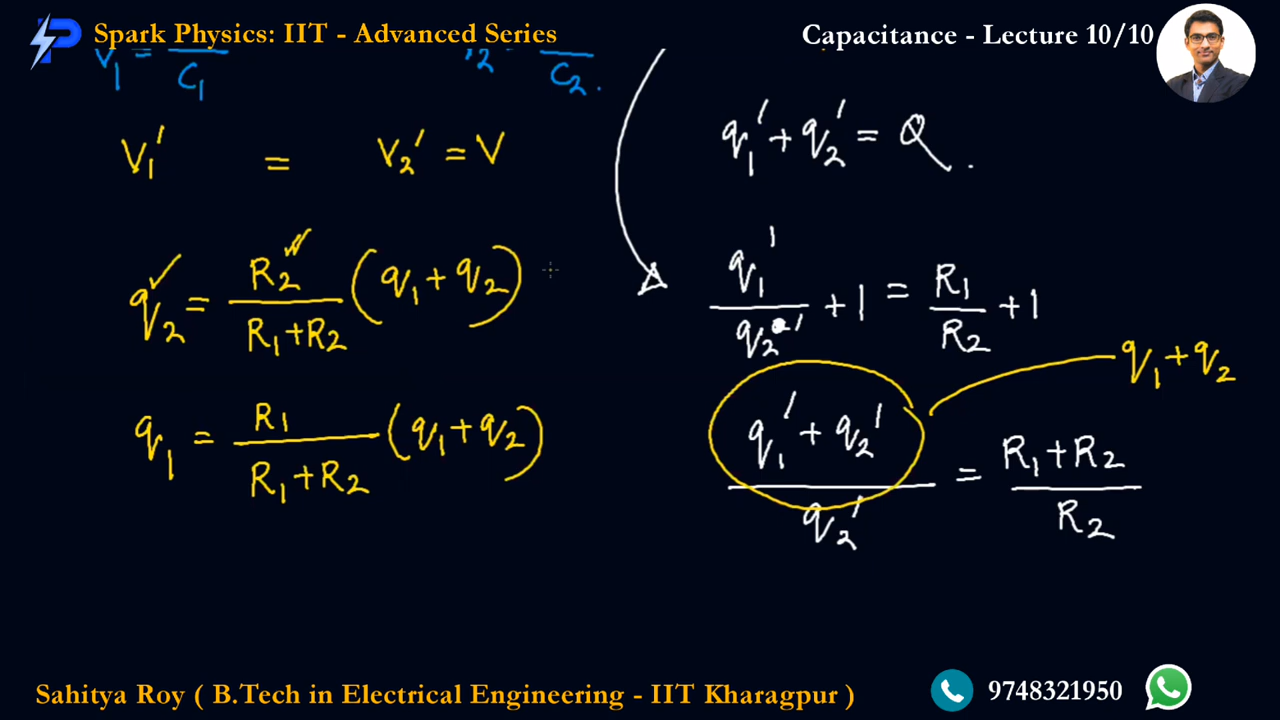 Spark Physics: IIT - Advanced Series
Capacitance - Lecture 10/10
V₁ = — / C₁
₂ = — / C₂.
V₁' = V₂' = V
q₂ = R₂ / (R₁+R₂) (q₁+q₂)
q₁ = R₁ / (R₁+R₂) (q₁+q₂)
q₁' + q₂' = Q.
q₁' / q₂' + 1 = R₁ / R₂ + 1
q₁+q₂
(q₁' + q₂') / q₂' = (R₁+R₂) / R₂
Sahitya Roy ( B.Tech in Electrical Engineering - IIT Kharagpur )
9748321950